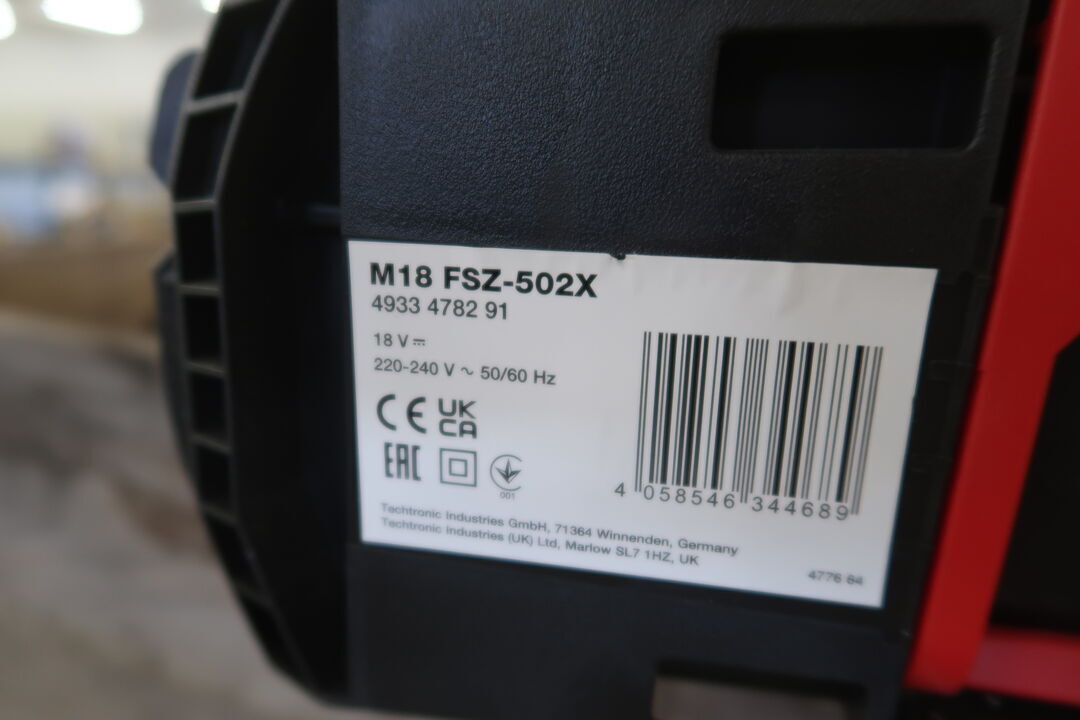 M18 FSZ-502X
4933 4782 91
18 V ⎓
220-240 V ~ 50/60 Hz
CE UK
CA
EAC
001
4 058546 344689
Techtronic Industries GmbH, 71364 Winnenden, Germany
Techtronic Industries (UK) Ltd, Marlow SL7 1HZ, UK
4776 84